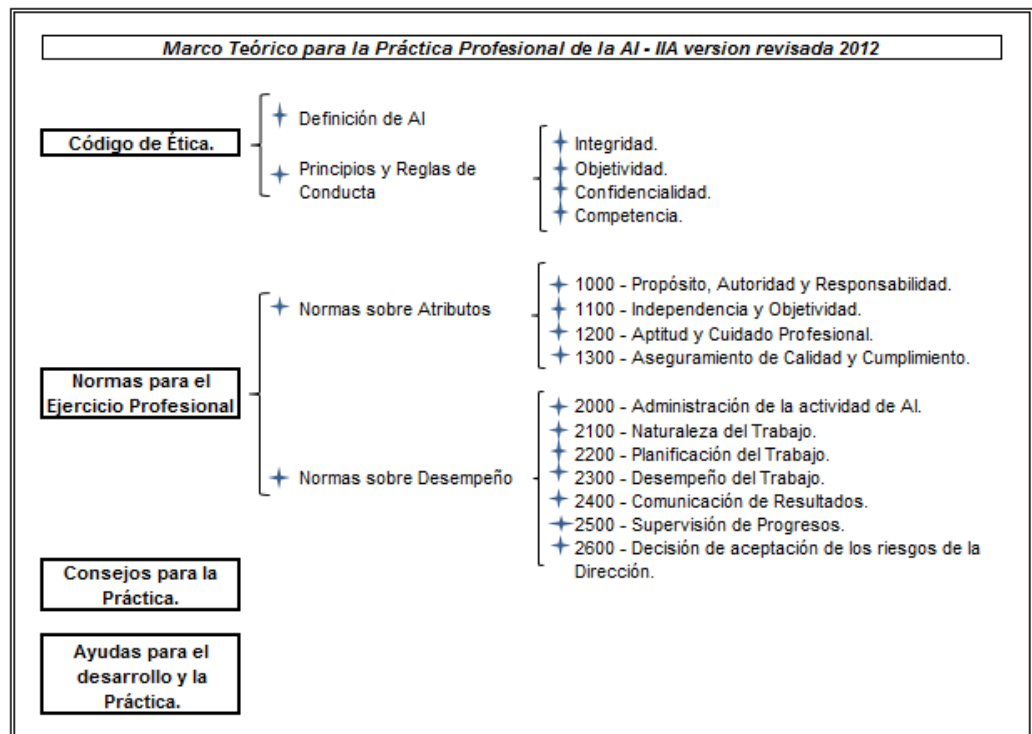 Marco Teórico para la Práctica Profesional de la AI - IIA version revisada 2012
Código de Ética.
Definición de AI
Principios y Reglas de
Conducta
Integridad.
Objetividad.
Confidencialidad.
Competencia.
Normas para el
Ejercicio Profesional
Normas sobre Atributos
1000 - Propósito, Autoridad y Responsabilidad.
1100 - Independencia y Objetividad.
1200 - Aptitud y Cuidado Profesional.
1300 - Aseguramiento de Calidad y Cumplimiento.
Normas sobre Desempeño
2000 - Administración de la actividad de AI.
2100 - Naturaleza del Trabajo.
2200 - Planificación del Trabajo.
2300 - Desempeño del Trabajo.
2400 - Comunicación de Resultados.
2500 - Supervisión de Progresos.
2600 - Decisión de aceptación de los riesgos de la
Dirección.
Consejos para la
Práctica.
Ayudas para el
desarrollo y la
Práctica.